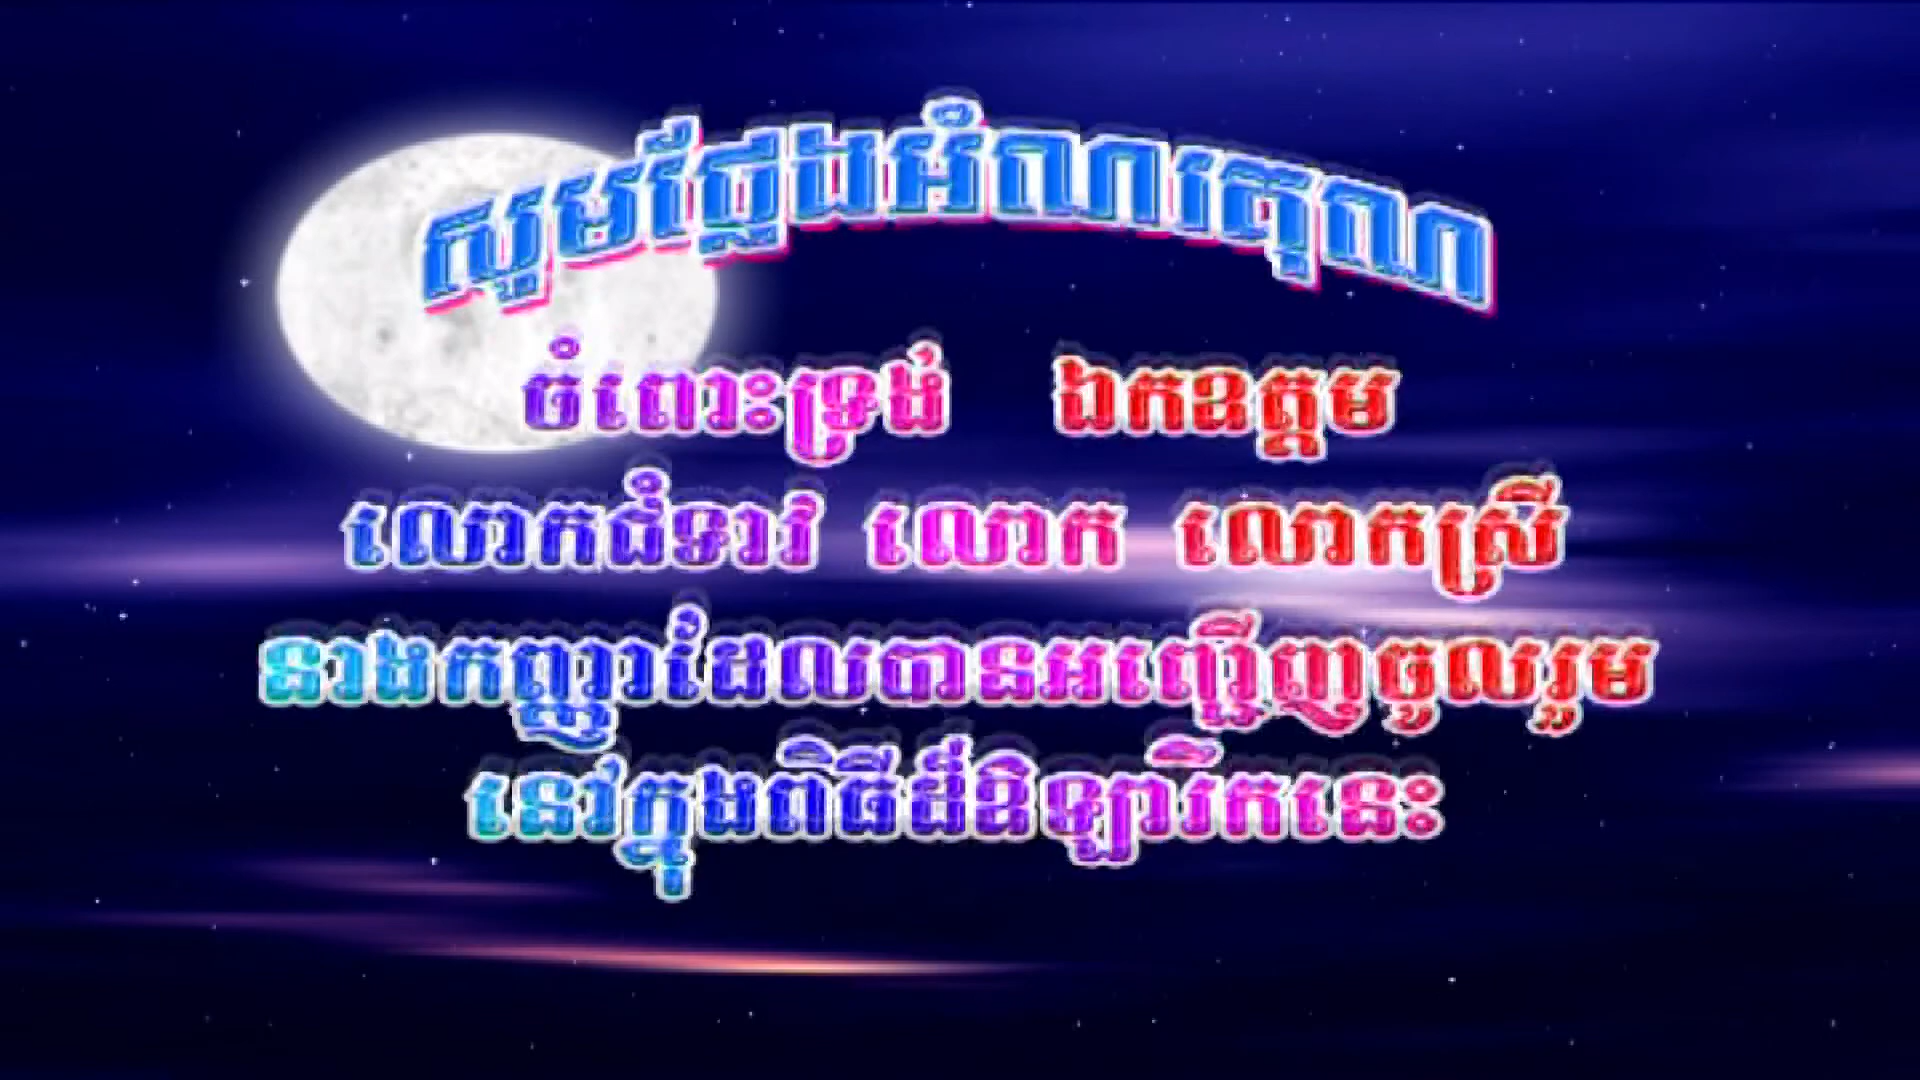 សូមថ្លែងអំណរគុណ
ចំពោះទ្រង់ ឯកឧត្តម
លោកជំទាវ លោក លោកស្រី
នាងកញ្ញាដែលបានអញ្ជើញចូលរួម
នៅក្នុងពិធីដ៏ឱឡារិកនេះ